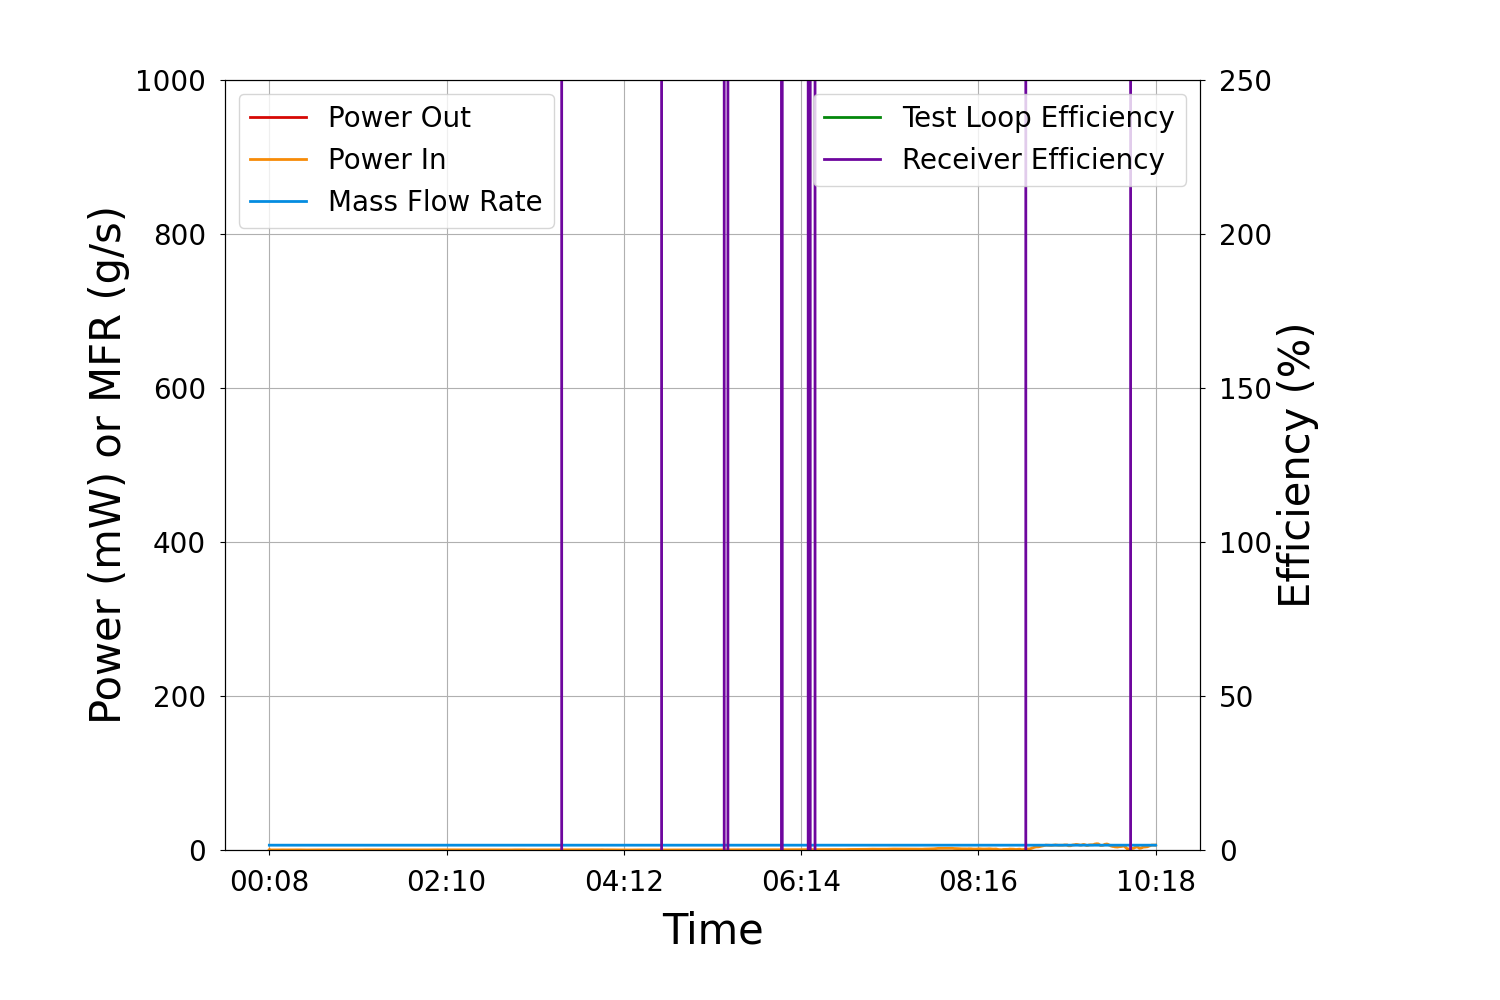 1000
800
600
400
200
0
Power (mW) or MFR (g/s)
Power Out
Power In
Mass Flow Rate
Test Loop Efficiency
Receiver Efficiency
250
200
150
100
50
0
Efficiency (%)
00:08 02:10 04:12 06:14 08:16 10:18
Time